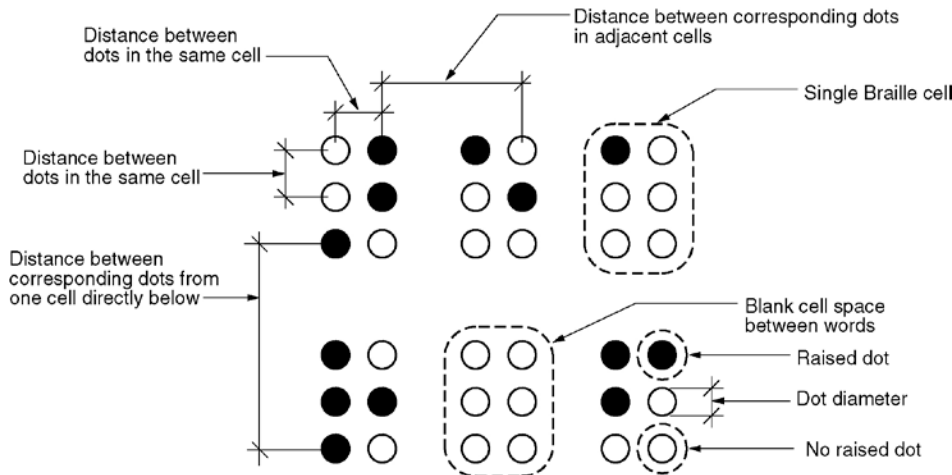 Distance between
dots in the same cell
Distance between corresponding dots
in adjacent cells
Single Braille cell
Distance between
dots in the same cell
Distance between
corresponding dots from
one cell directly below
Blank cell space
between words
Raised dot
Dot diameter
No raised dot